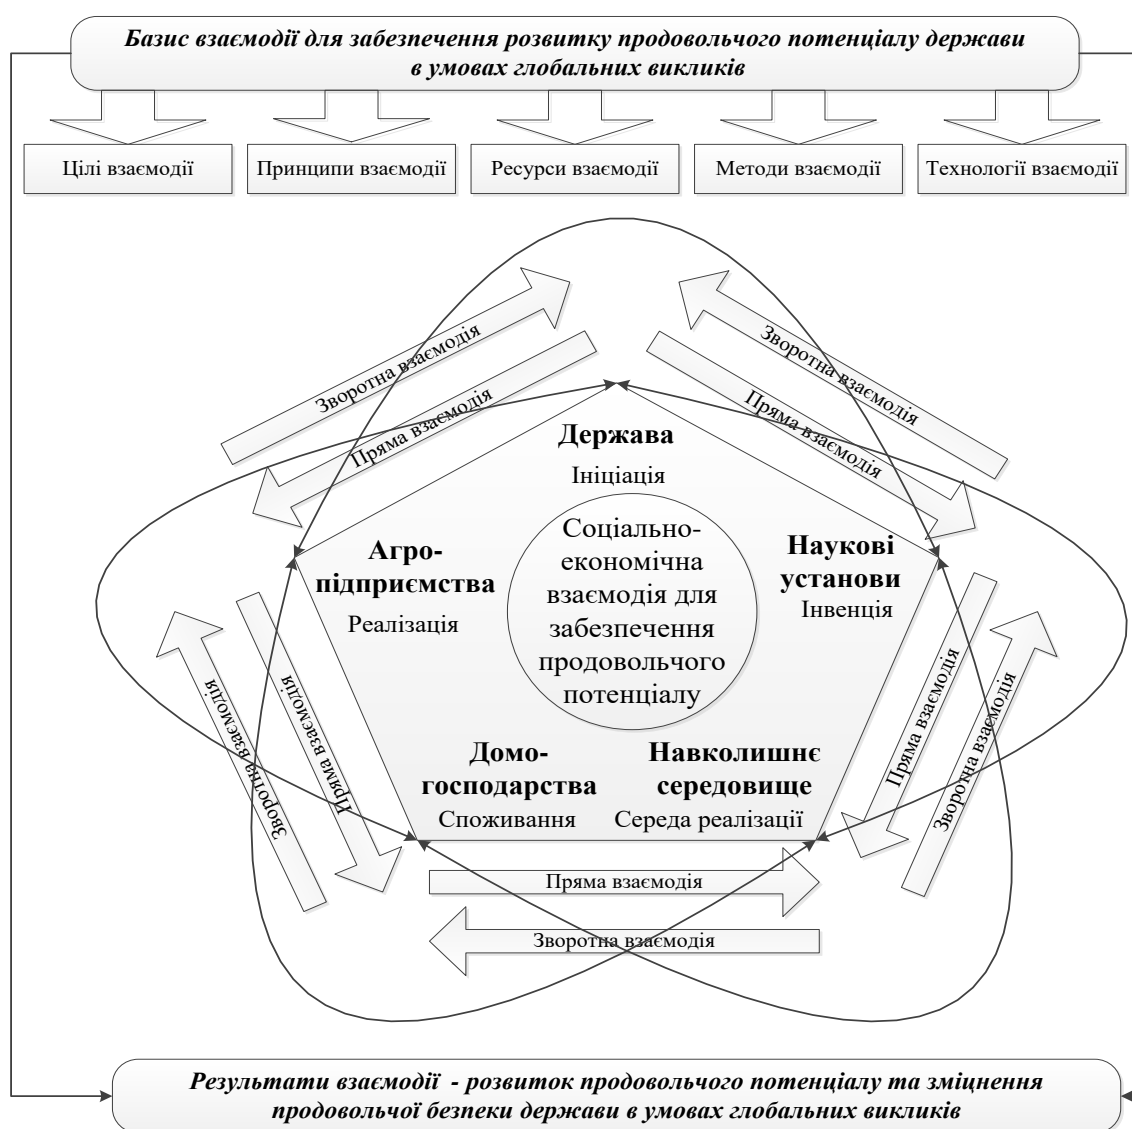 Базис взаємодії для забезпечення розвитку продовольчого потенціалу держави
в умовах глобальних викликів
Цілі взаємодії
Принципи взаємодії
Ресурси взаємодії
Методи взаємодії
Технології взаємодії
Зворотна взаємодія
Пряма взаємодія
Зворотна взаємодія
Пряма взаємодія
Держава
Ініціація
Агро-
підприємства
Реалізація
Соціально-
економічна
взаємодія для
забезпечення
продовольчого
потенціалу
Наукові
установи
Інвенція
Зворотна взаємодія
Пряма взаємодія
Пряма взаємодія
Зворотна взаємодія
Домо-
господарства
Споживання
Навколишнє
середовище
Середа реалізації
Пряма взаємодія
Зворотна взаємодія
Результати взаємодії - розвиток продовольчого потенціалу та зміцнення
продовольчої безпеки держави в умовах глобальних викликів